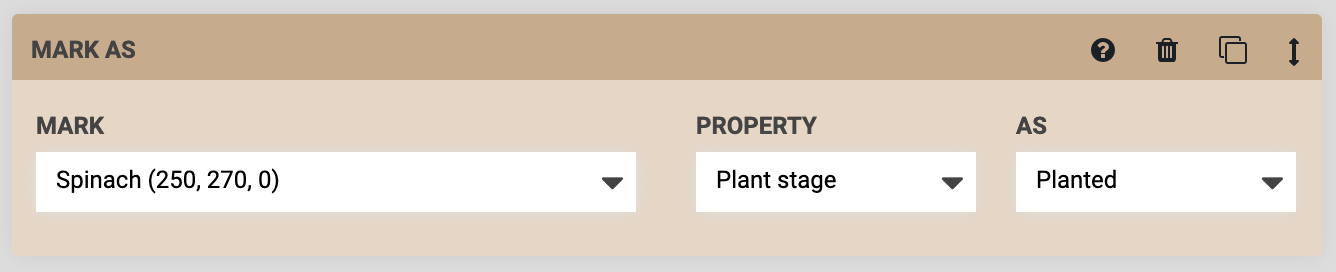 MARK AS
MARK
PROPERTY
AS
Spinach (250, 270, 0)
Plant stage
Planted